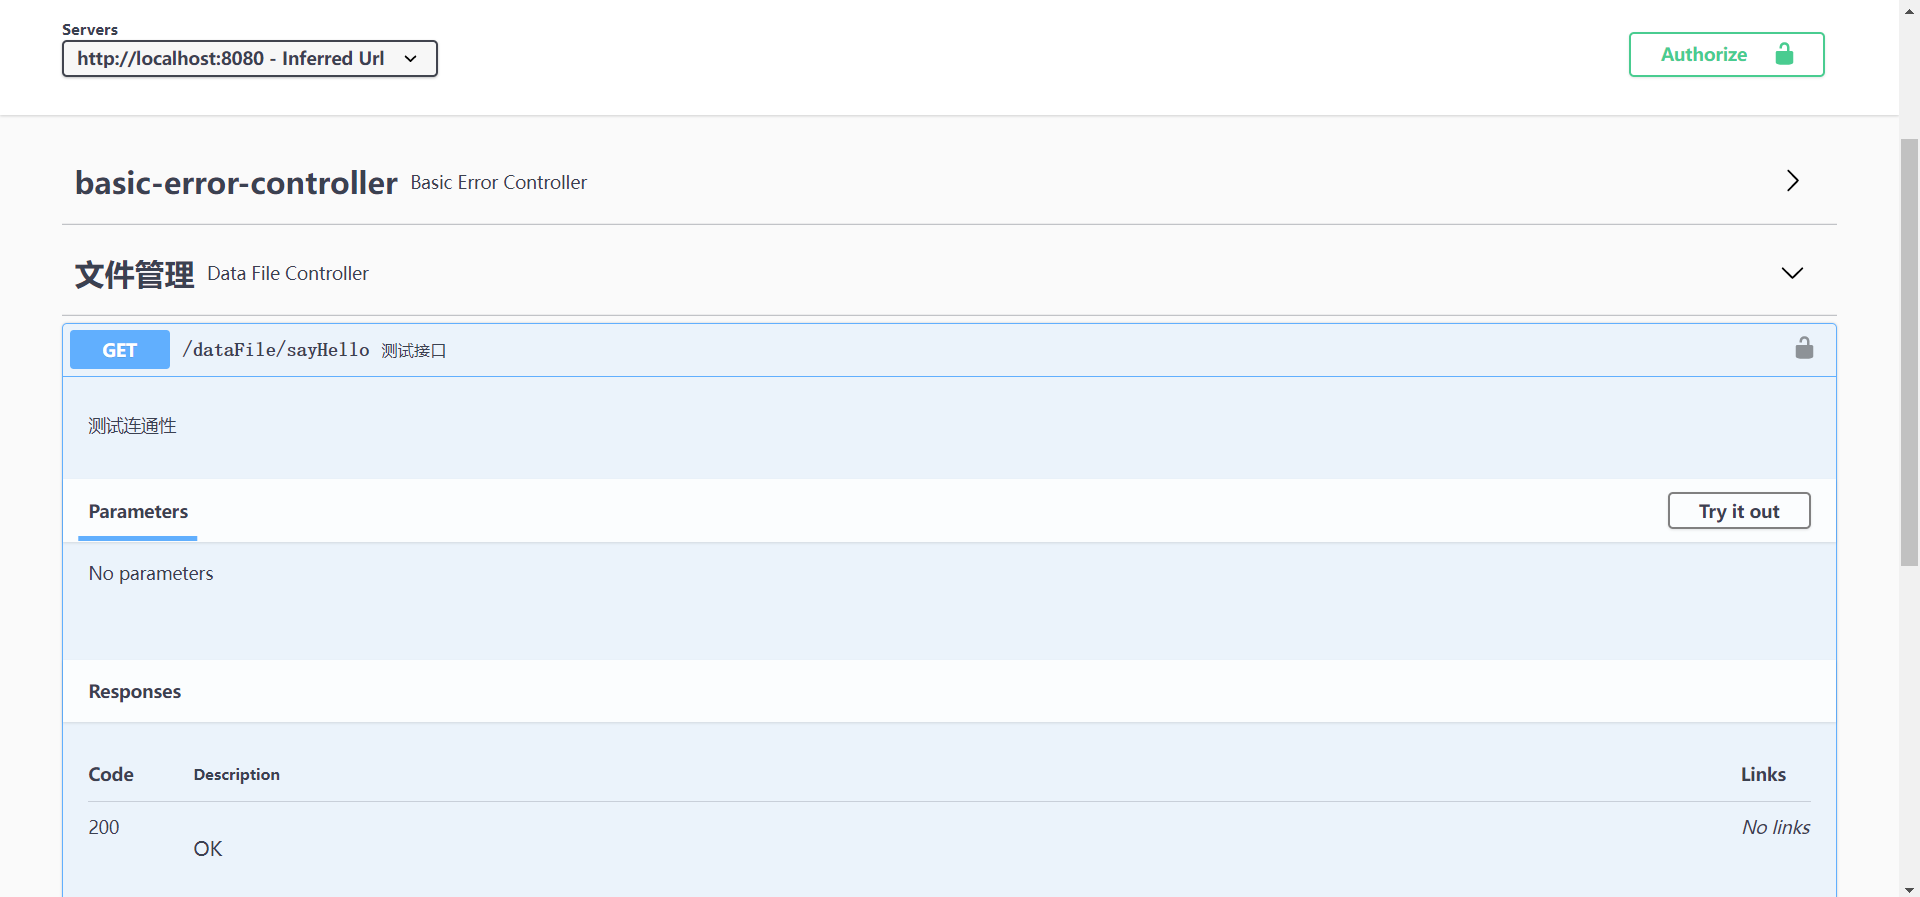 Servers
http://localhost:8080 - Inferred Url
Authorize
basic-error-controller Basic Error Controller
文件管理 Data File Controller
GET /dataFile/sayHello 测试接口
测试连通性
Parameters
Try it out
No parameters
Responses
Code Description Links
200 No links
OK